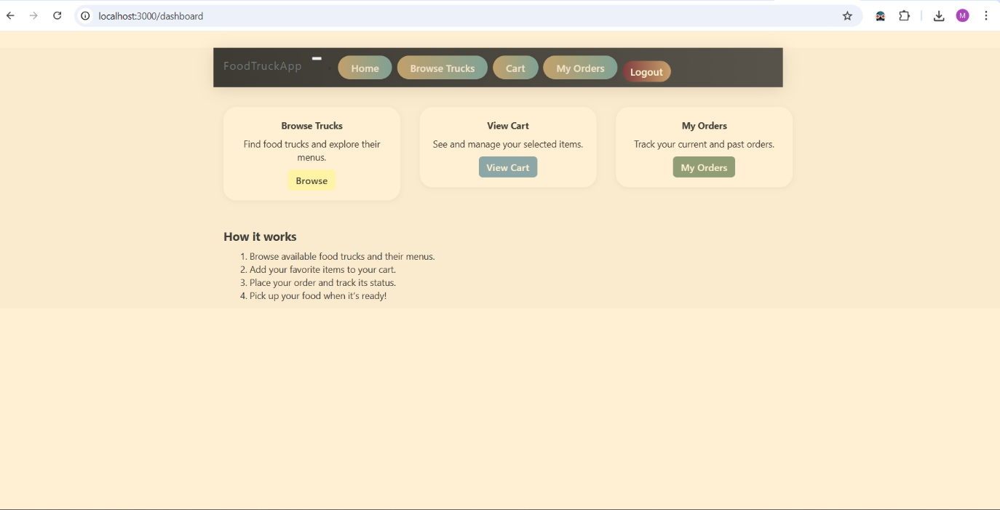 localhost:3000/dashboard
M
FoodTruckApp
Home
Browse Trucks
Cart
My Orders
Logout
Browse Trucks
Find food trucks and explore their
menus.
Browse
View Cart
See and manage your selected items.
View Cart
My Orders
Track your current and past orders.
My Orders
How it works
1. Browse available food trucks and their menus.
2. Add your favorite items to your cart.
3. Place your order and track its status.
4. Pick up your food when it's ready!